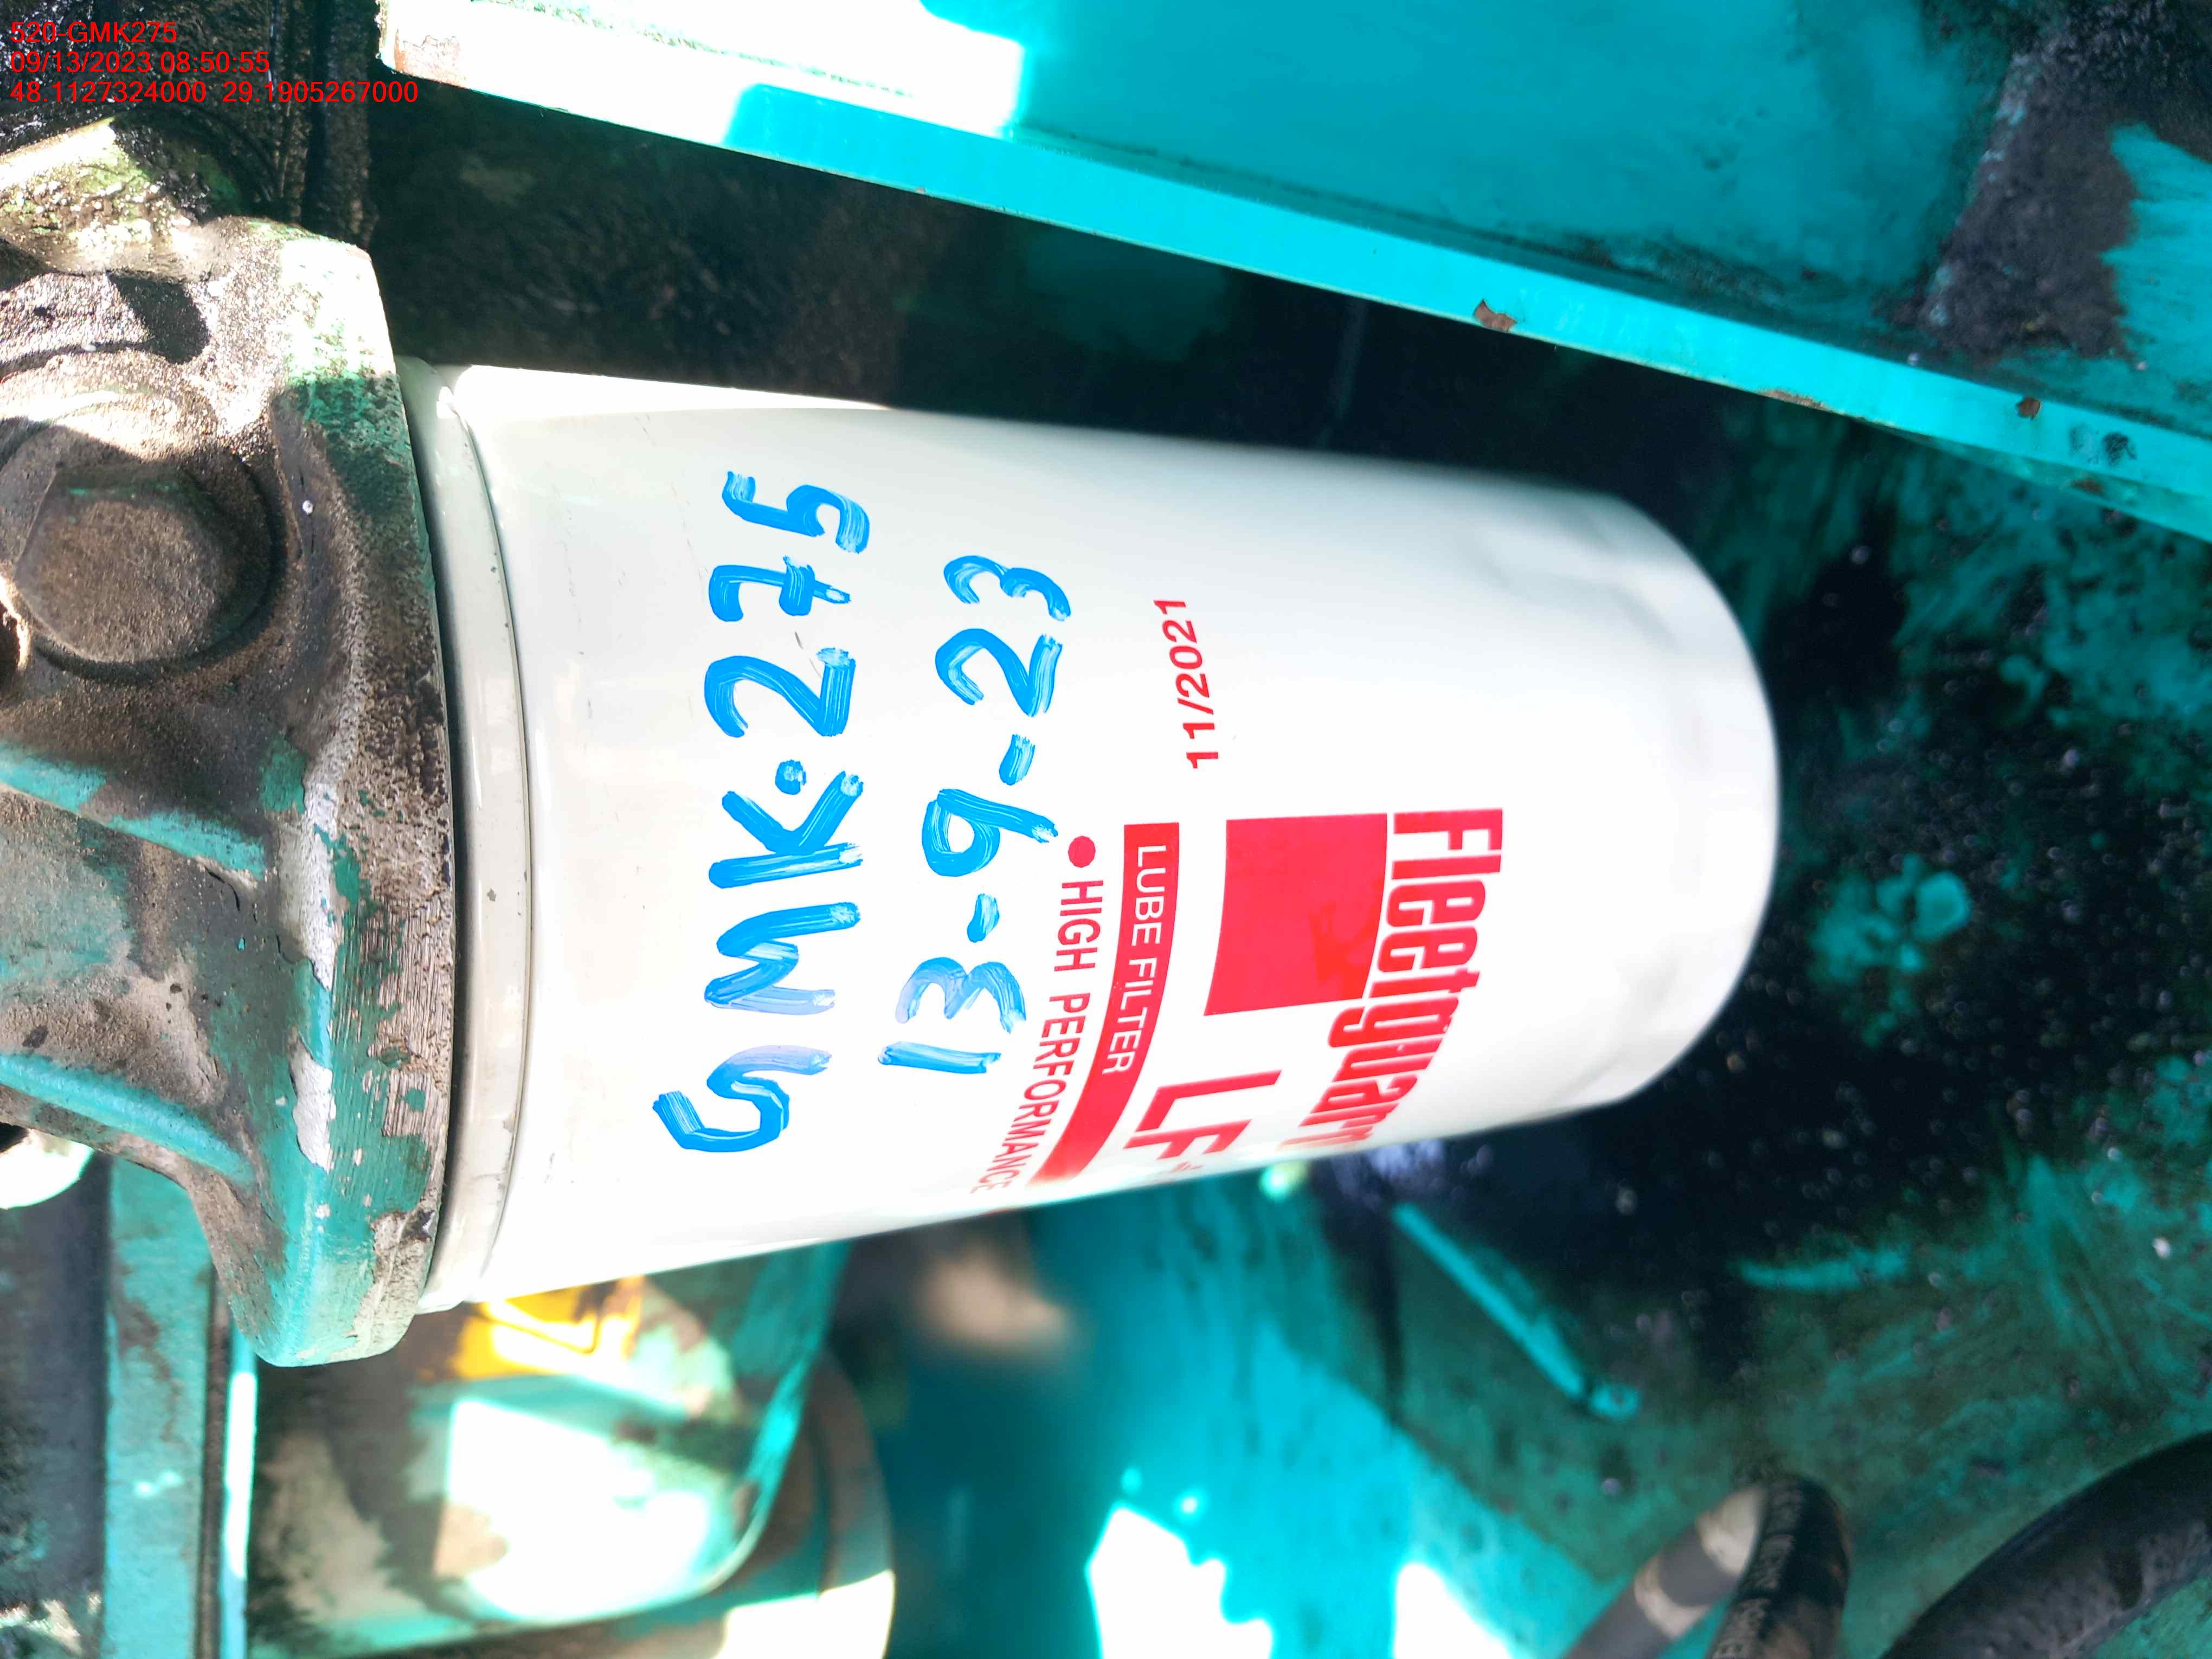 520-GMK275
09/13/2023 08:50:55
48.1127324000 29.1905267000
GMK.275
13-9-23
• HIGH PERFORMANCE
LUBE FILTER
11/2021
LF
Fleetguard